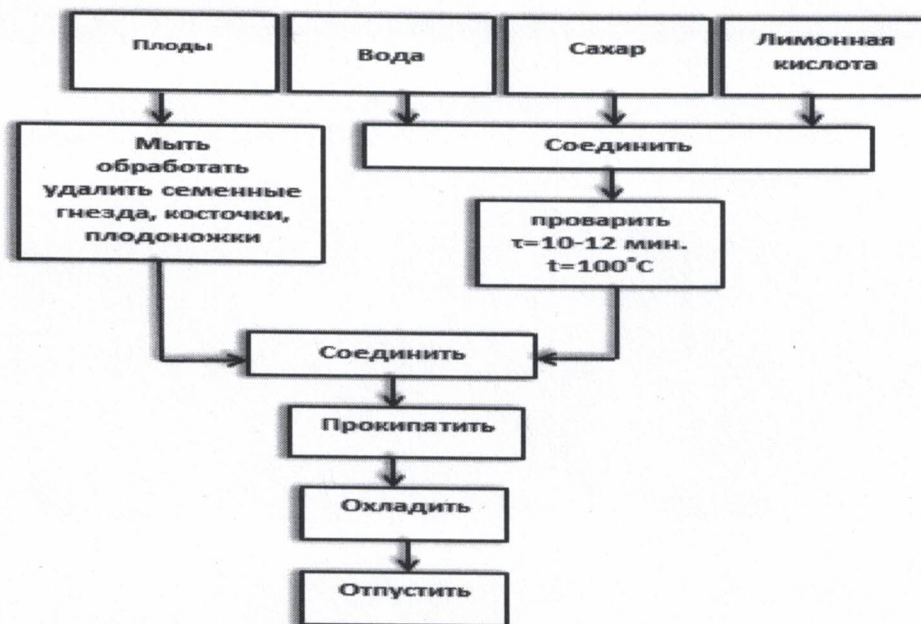 Плоды
Вода
Сахар
Лимонная
кислота
Мыть
обработать
удалить семенные
гнезда, косточки,
плодоножки
Соединить
проварить
τ=10-12 мин.
t=100˚С
Соединить
Прокипятить
Охладить
Отпустить